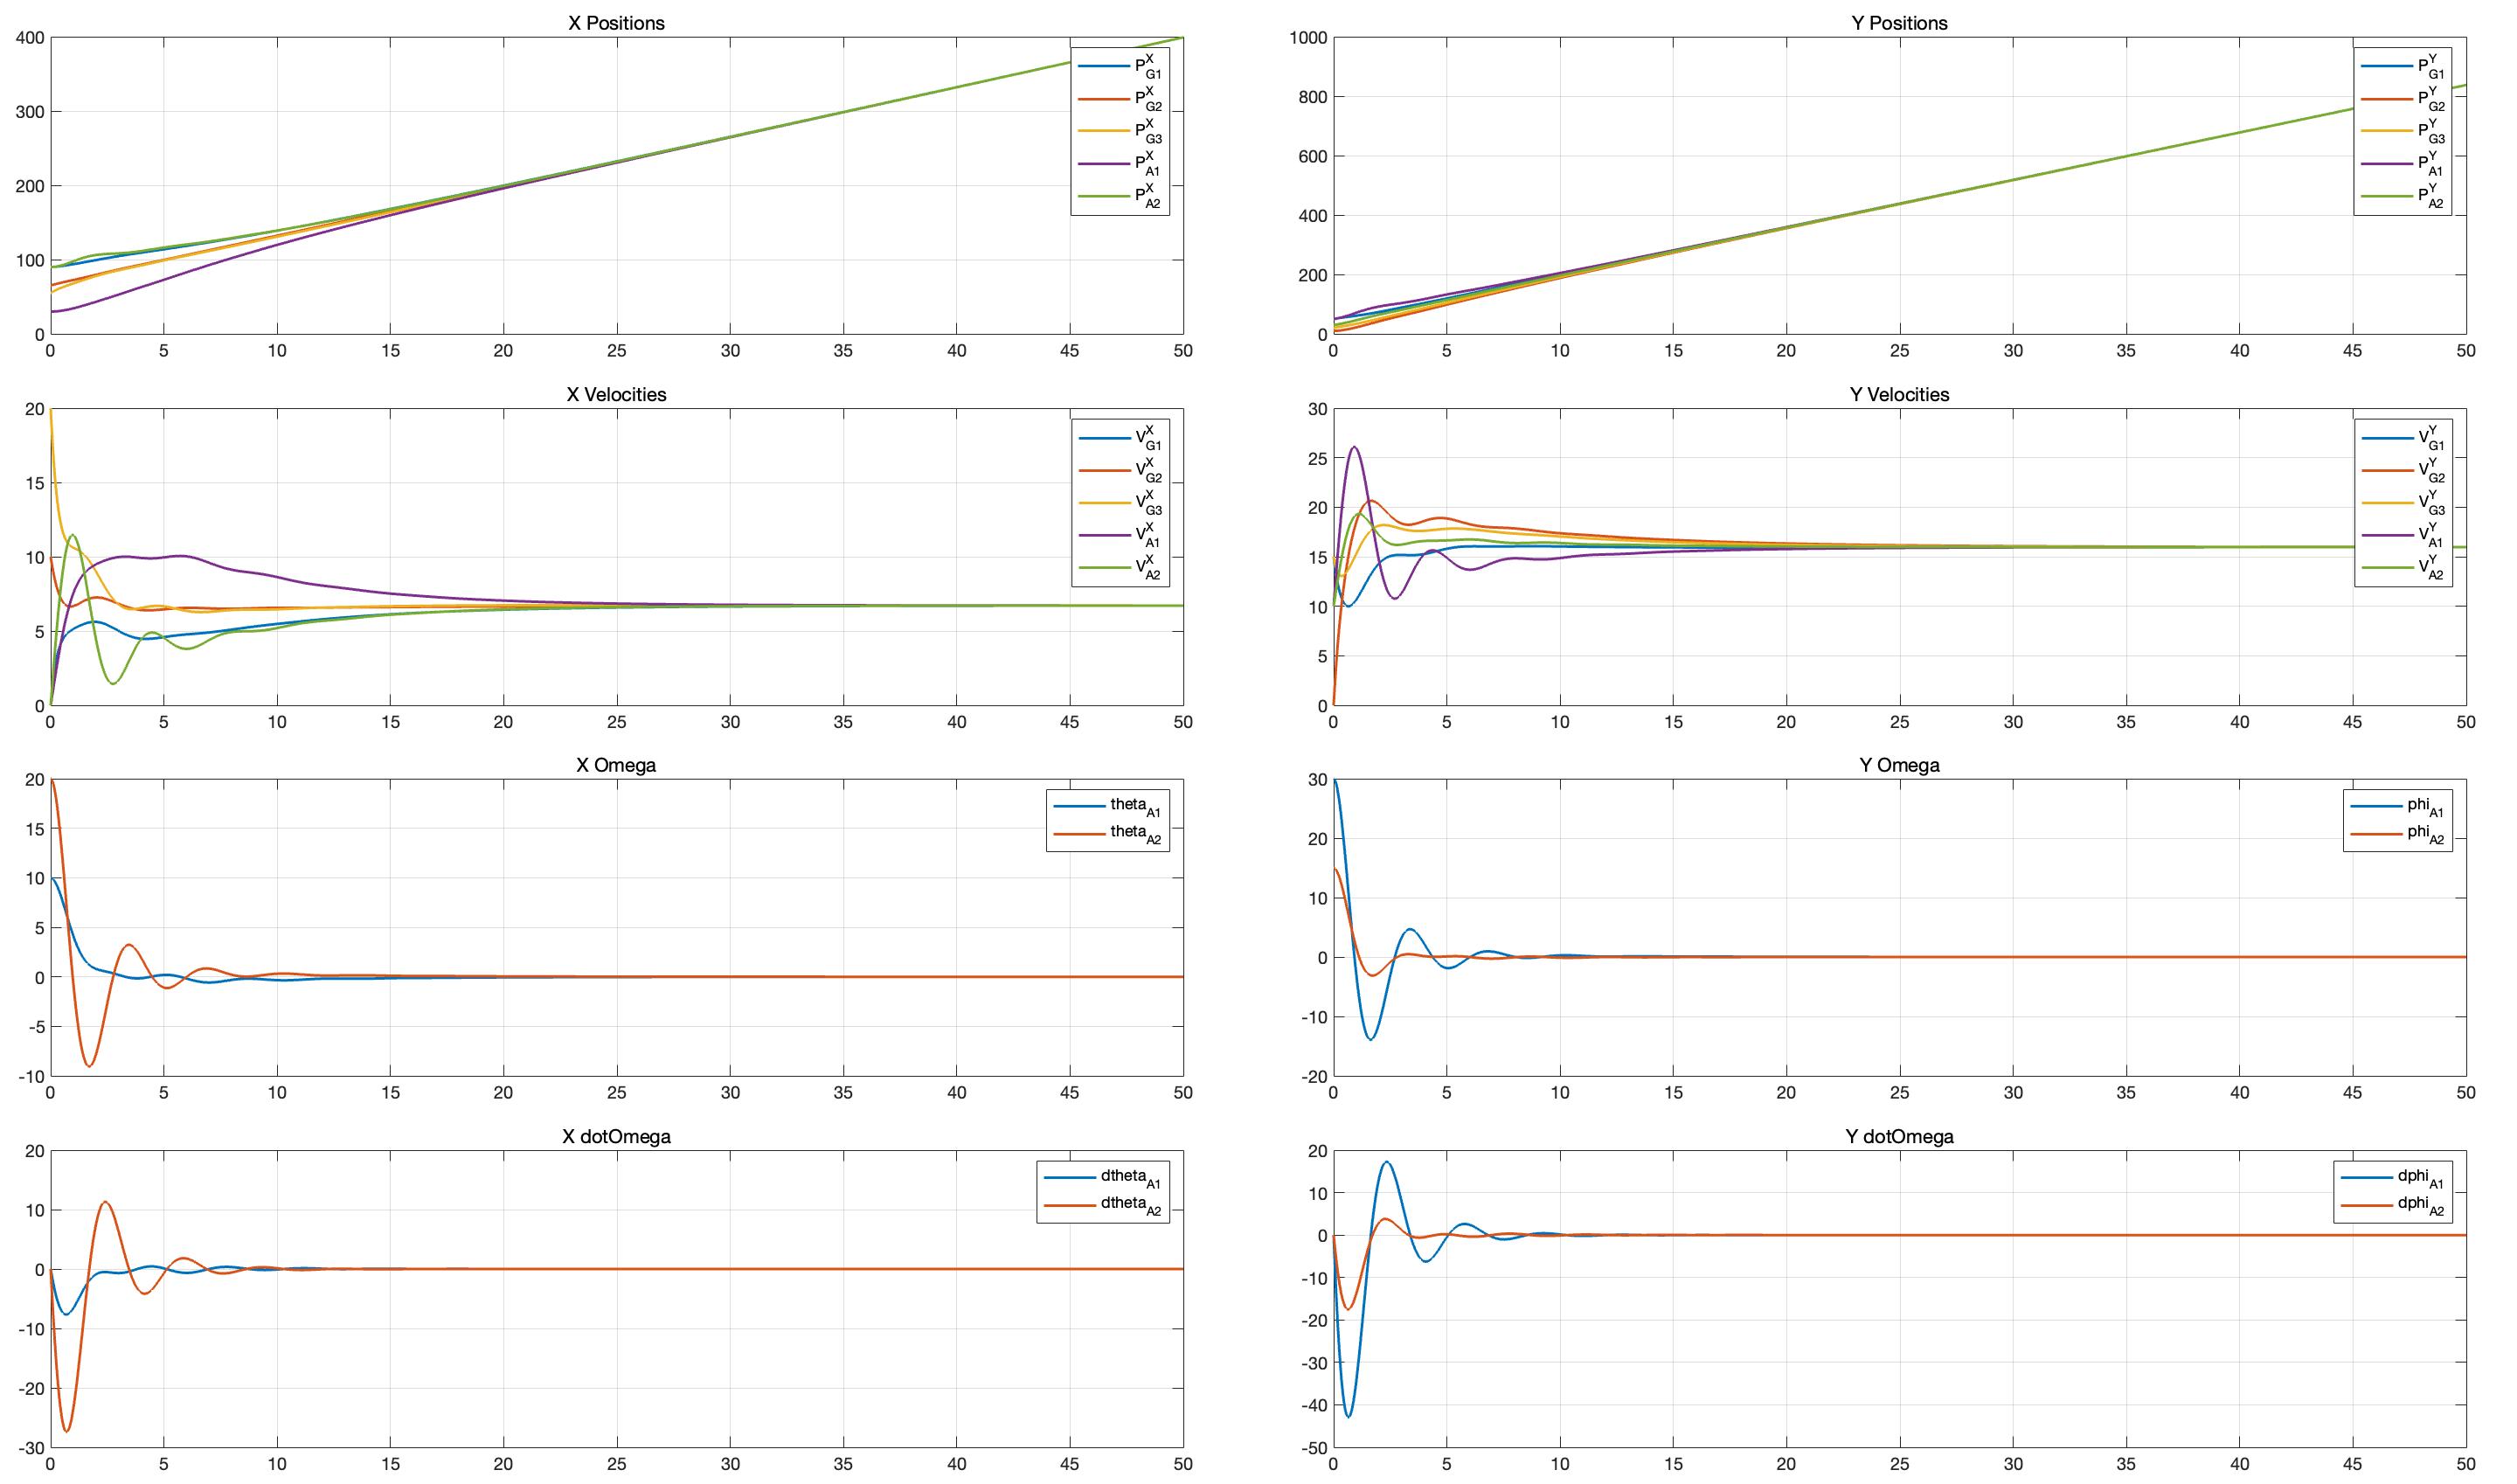 X Positions
400
300
200
100
0
0 5 10 15 20 25 30 35 40 45 50
P^X_G1
P^X_G2
P^X_G3
P^X_A1
P^X_A2
Y Positions
1000
800
600
400
200
0
0 5 10 15 20 25 30 35 40 45 50
P^Y_G1
P^Y_G2
P^Y_G3
P^Y_A1
P^Y_A2
X Velocities
20
15
10
5
0
0 5 10 15 20 25 30 35 40 45 50
V^X_G1
V^X_G2
V^X_G3
V^X_A1
V^X_A2
Y Velocities
30
25
20
15
10
5
0
0 5 10 15 20 25 30 35 40 45 50
V^Y_G1
V^Y_G2
V^Y_G3
V^Y_A1
V^Y_A2
X Omega
20
15
10
5
0
-5
-10
0 5 10 15 20 25 30 35 40 45 50
theta_A1
theta_A2
Y Omega
30
20
10
0
-10
-20
0 5 10 15 20 25 30 35 40 45 50
phi_A1
phi_A2
X dotOmega
20
10
0
-10
-20
-30
0 5 10 15 20 25 30 35 40 45 50
dtheta_A1
dtheta_A2
Y dotOmega
20
10
0
-10
-20
-30
-40
-50
0 5 10 15 20 25 30 35 40 45 50
dphi_A1
dphi_A2